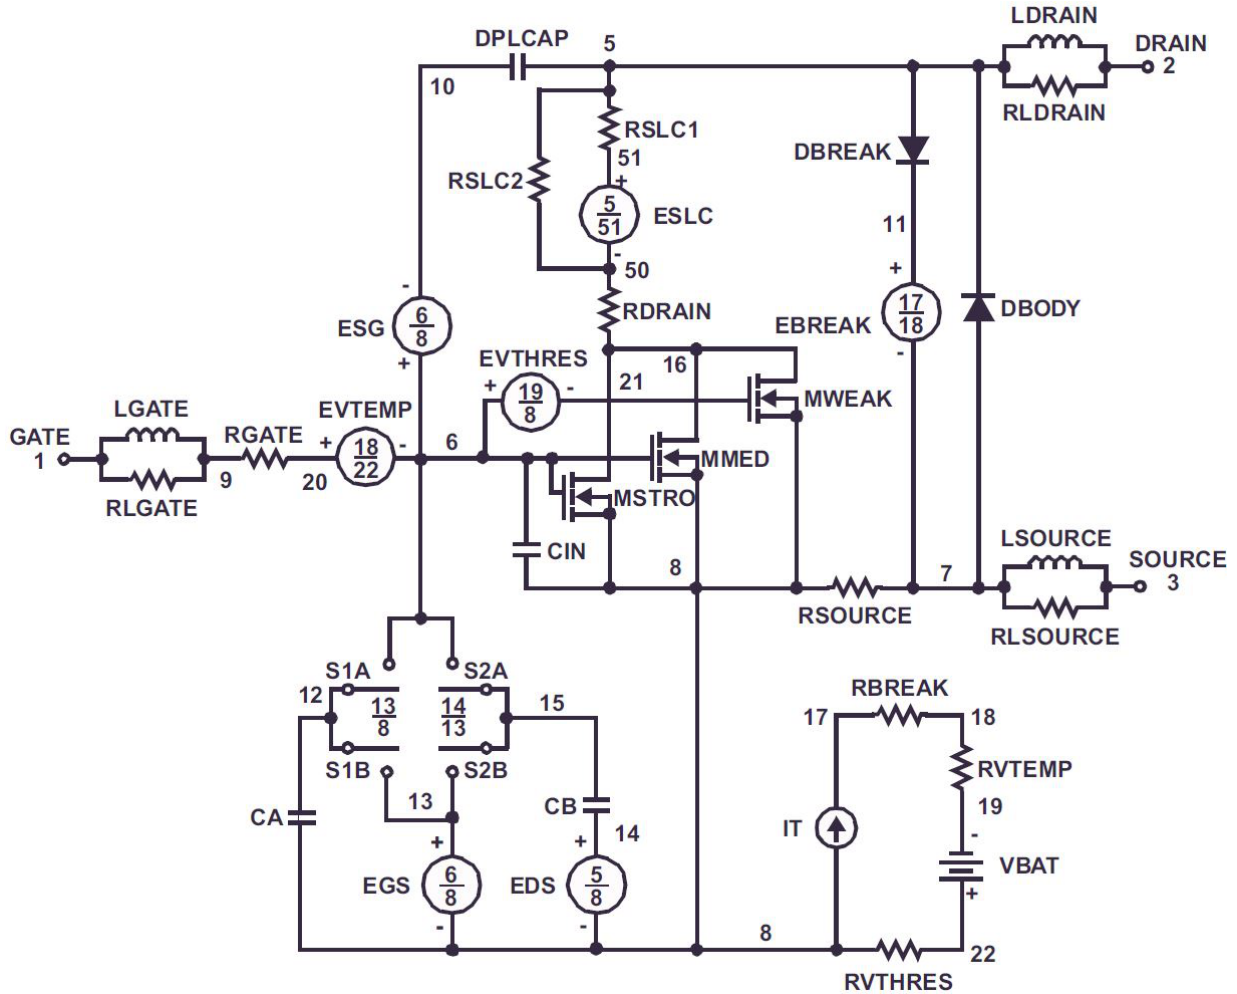 LDRAIN
DPLCAP
5
DRAIN
2
10
RLDRAIN
RSLC1
51
DBREAK
RSLC2
+
5
51
ESLC
11
-
50
+
-
RDRAIN
ESG
6
8
EBREAK
17
18
DBODY
+
EVTHRES
16
-
21
+
19
8
-
MWEAK
LGATE
EVTEMP
GATE
1
RGATE
+
18
22
-
6
MMED
9
20
MSTRO
RLGATE
CIN
LSOURCE
SOURCE
3
8
7
RSOURCE
RLSOURCE
S1A
S2A
12
13
8
14
13
15
RBREAK
17
18
S1B
S2B
RVTEMP
13
CB
19
CA
14
IT
-
+
+
VBAT
EGS
6
8
EDS
5
8
+
-
-
8
22
RVTHRES